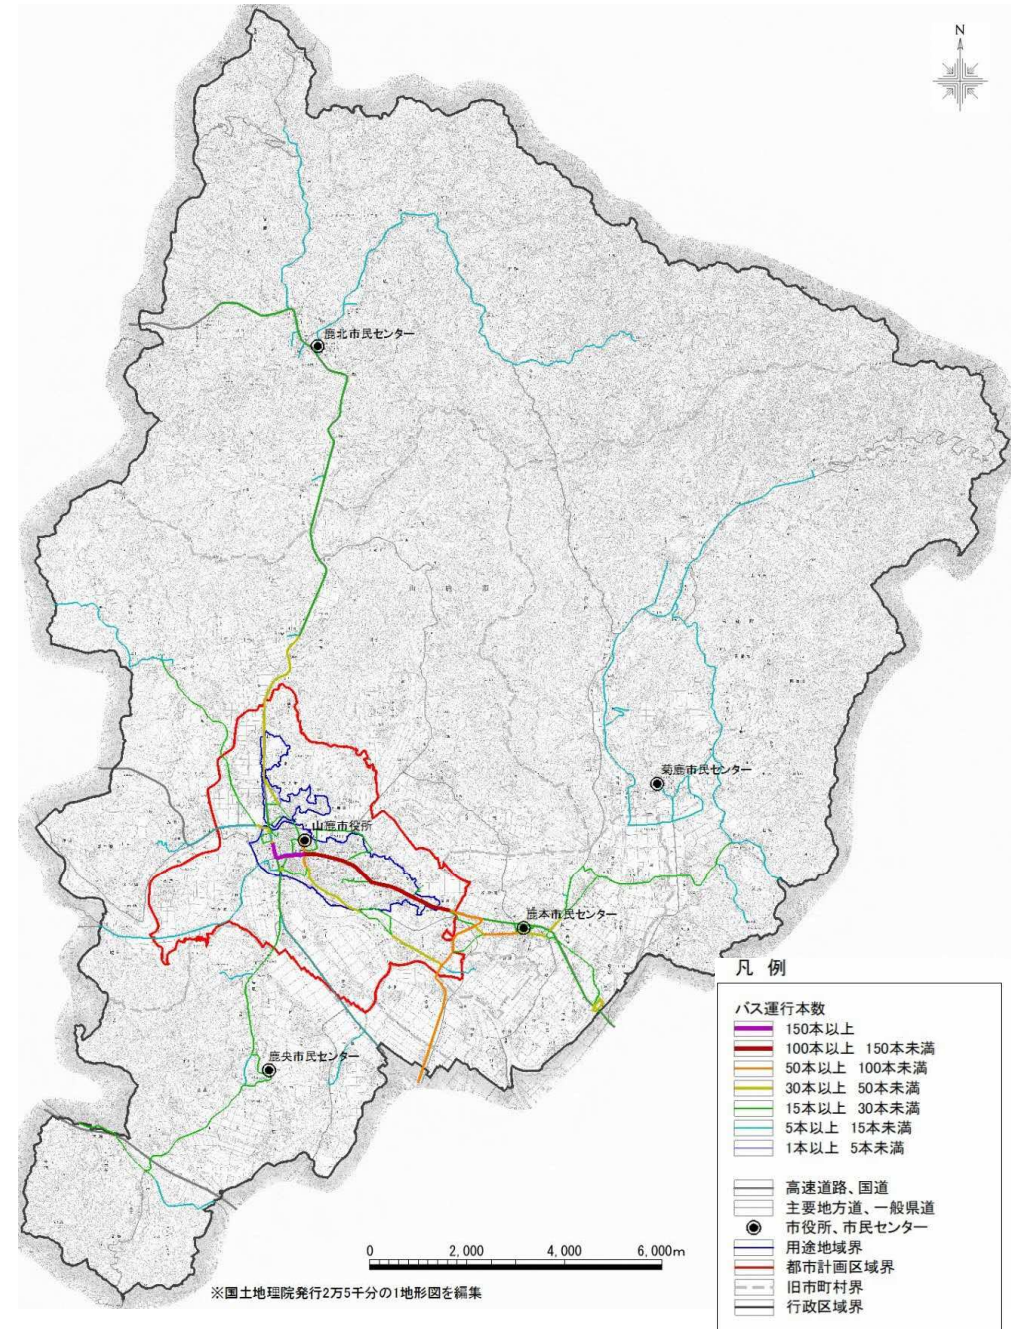 N
鹿北市民センター
菊鹿市民センター
山鹿市役所
鹿本市民センター
鹿央市民センター
凡 例
バス運行本数
150本以上
100本以上 150本未満
50本以上 100本未満
30本以上 50本未満
15本以上 30本未満
5本以上 15本未満
1本以上 5本未満
高速道路、国道
主要地方道、一般県道
市役所、市民センター
用途地域界
都市計画区域界
旧市町村界
行政区域界
0 2,000 4,000 6,000m
※国土地理院発行2万5千分の1地形図を編集